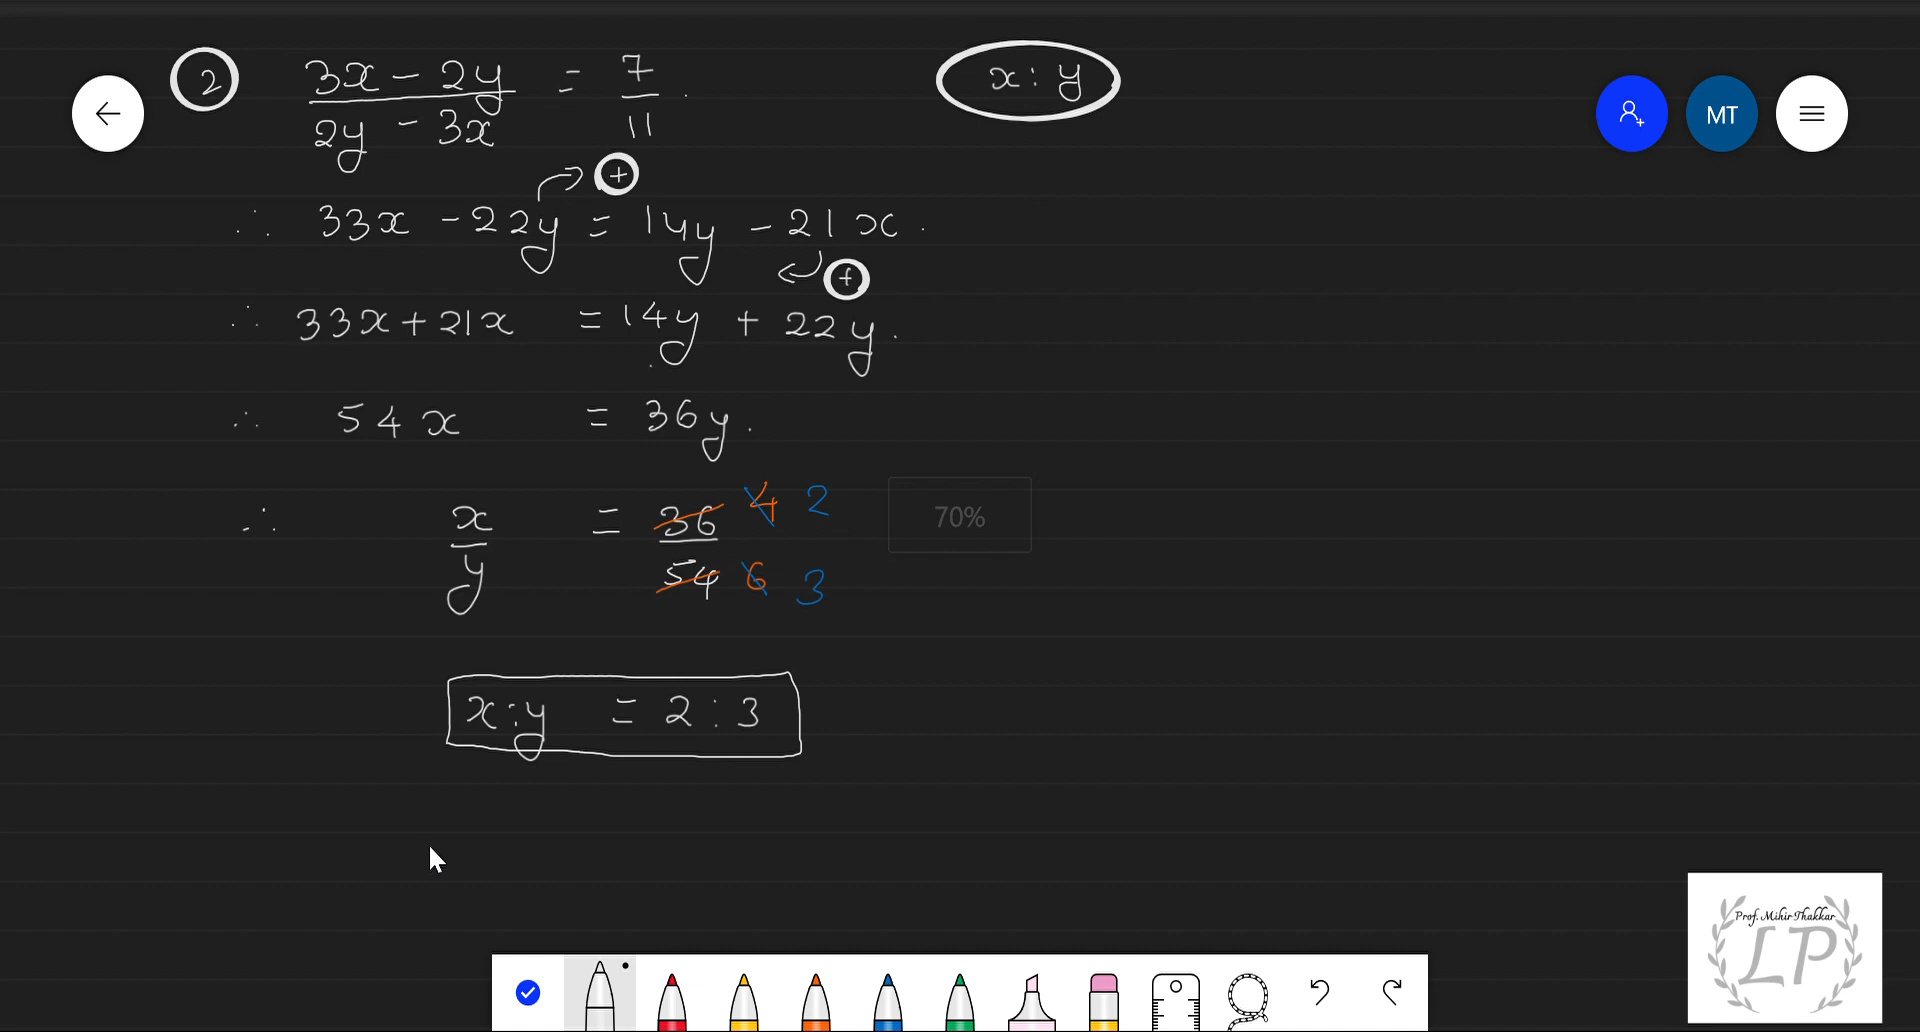 2 3x - 2y / 2y - 3x = 7 / 11 . x : y
MT
+
∴ 33x - 22y = 14y - 21x .
+
∴ 33x + 21x = 14y + 22y .
∴ 54x = 36y .
∴ x / y = 36 / 54 4 / 6 2 / 3
70%
x : y = 2 : 3
Prof. Mihir Thakkar
LP